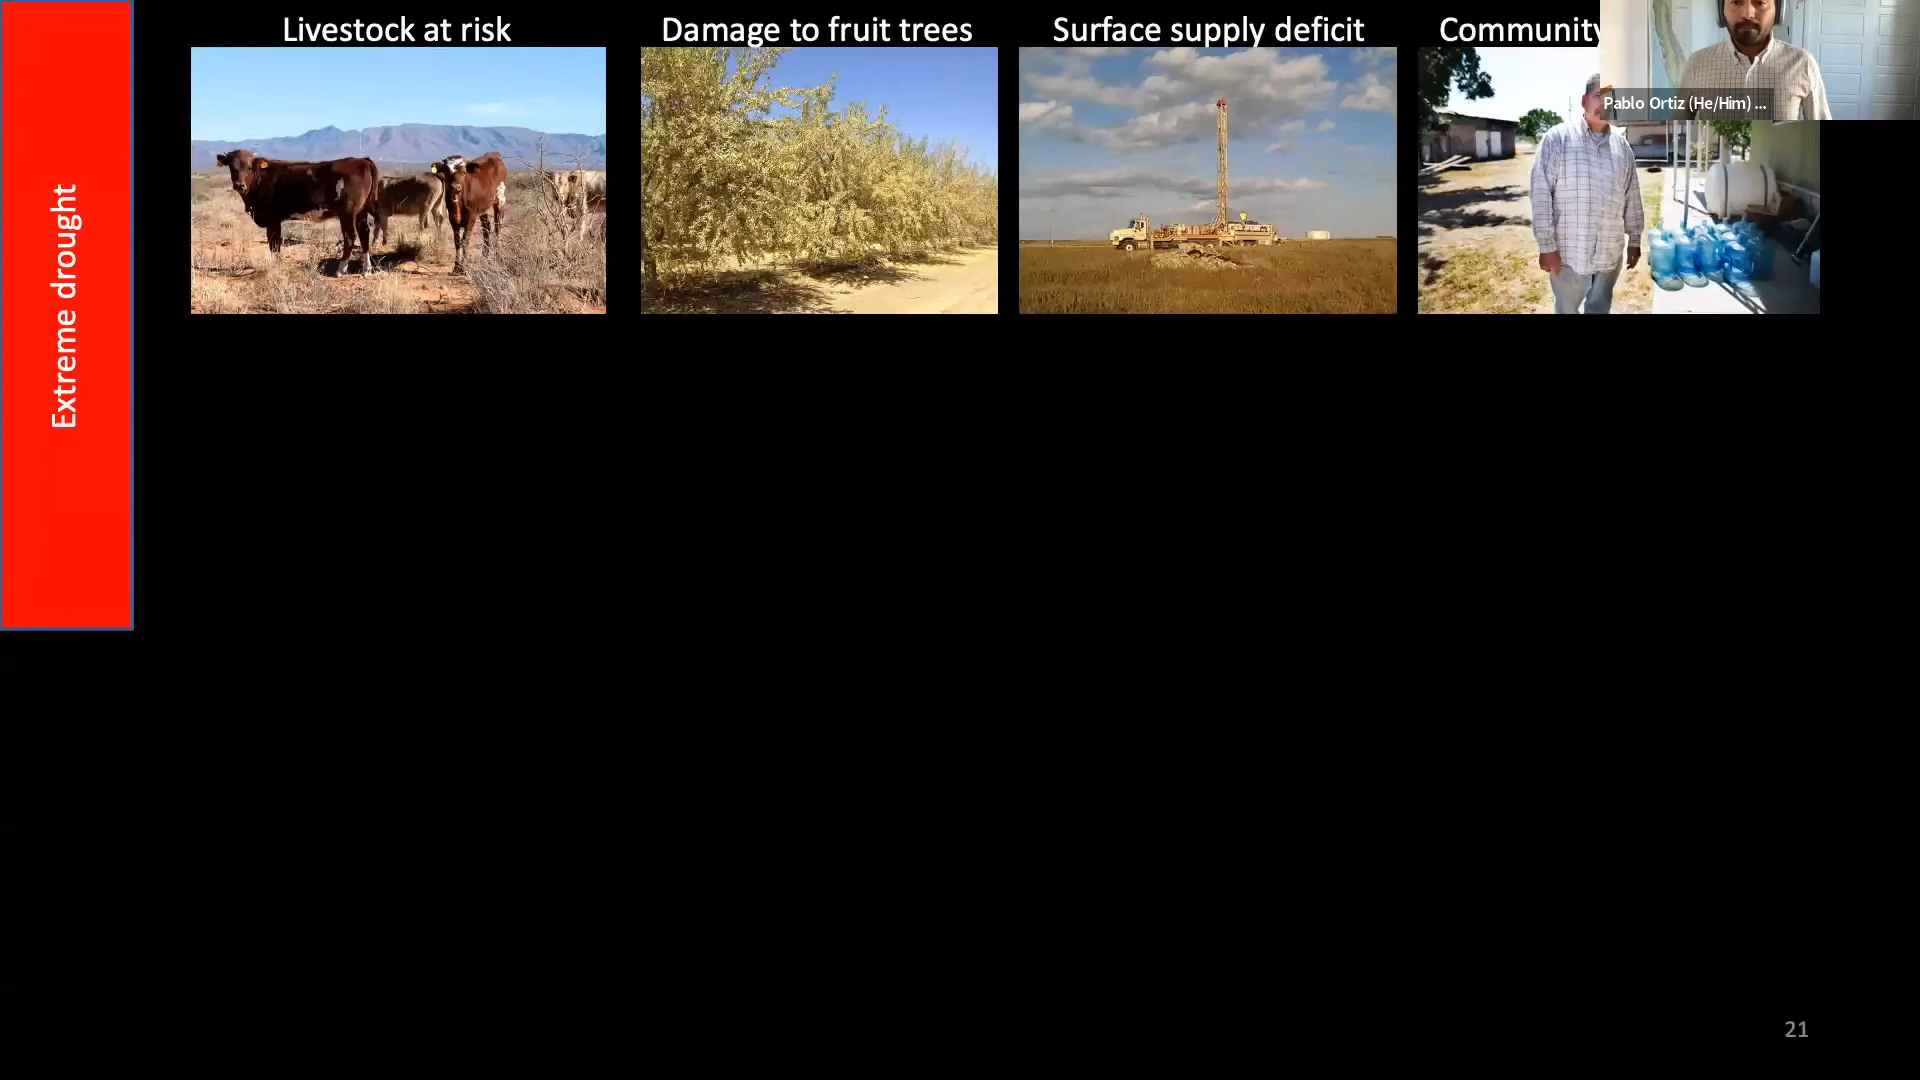 Livestock at risk
Damage to fruit trees
Surface supply deficit
Community
Pablo Ortiz (He/Him) ...
Extreme drought
21